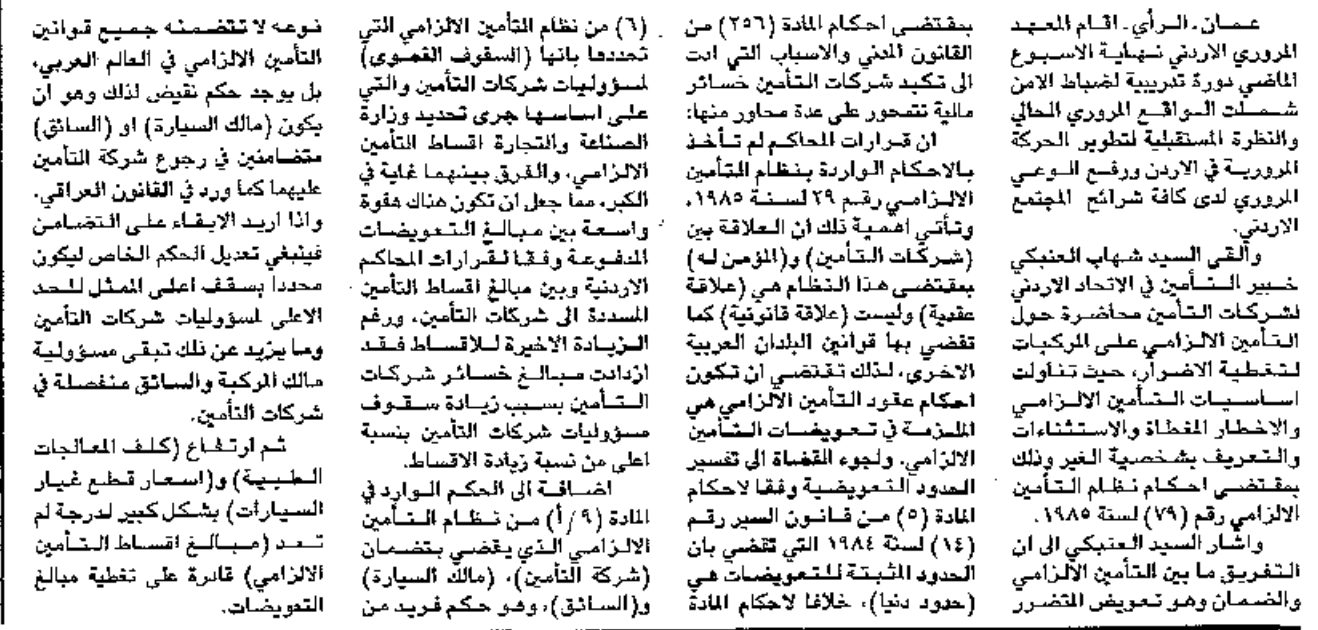 عمان ـ الرأي ـ اقام المعهد
المروري الاردني نهاية الاسبوع
الماضي دورة تدريبية لضباط الامن
شملت الواقع المروري الحالي
والنظرة المستقبلية لتطوير الحركة
المرورية في الاردن ورفع الوعي
المروري لدى كافة شرائح المجتمع
الاردني.
وألقى السيد شهاب العنبكي
خبير التأمين في الاتحاد الاردني
لشركات التأمين محاضرة حول
التأمين الالزامي على المركبات
لتغطية الاضرار، حيث تناولت
اساسيات التأمين الالزامي
والاخطار المغطاة والاستثناءات
والتعريف بشخصية الغير وذلك
بمقتضى احكام نظام التأمين
الالزامي رقم (٧٩) لسنة ١٩٨٥.
واشار السيد العنبكي الى ان
التفريق ما بين التأمين الالزامي
والضمان وهو تعويض المتضرر
بمقتضى احكام المادة (٢٥٦) من
القانون المدني والاسباب التي ادت
الى تكبد شركات التأمين خسائر
مالية تتمحور على عدة محاور منها:
ان قرارات المحاكم لم تأخذ
بالاحكام الواردة بنظام التأمين
الالزامي رقم ٢٩ لسنة ١٩٨٥،
وتأتي اهمية ذلك ان العلاقة بين
(شركات التأمين) و(المؤمن له)
بمقتضى هذا النظام هي (علاقة
عقدية) وليست (علاقة قانونية) كما
تقضي بها قوانين البلدان العربية
الاخرى، لذلك تقتضي ان تكون
احكام عقود التأمين الالزامي هي
الملزمة في تعويضات التأمين
الالزامي. ولجوء القضاة الى تفسير
الحدود التعويضية وفقا لاحكام
المادة (٥) من قانون السير رقم
(١٤) لسنة ١٩٨٤ التي تقضي بان
الحدود المثبتة للتعويضات هي
(حدود دنيا)، خلافا لاحكام المادة
(٦) من نظام التأمين الالزامي التي
تحددها بانها (السقوف القصوى)
لمسؤوليات شركات التأمين والتي
على اساسها جرى تحديد وزارة
الصناعة والتجارة اقساط التأمين
الالزامي، والفرق بينهما غاية في
الكبر، مما جعل ان تكون هناك هفوة
واسعة بين مبالغ التعويضات
المدفوعة وفقا لقرارات المحاكم
الاردنية وبين مبالغ اقساط التأمين
المسددة الى شركات التأمين، ورغم
الزيادة الاخيرة للاقساط فقد
ازدادت مبالغ خسائر شركات
التأمين بسبب زيادة سقوف
مسؤوليات شركات التأمين بنسبة
اعلى من نسبة زيادة الاقساط.
اضافة الى الحكم الوارد في
المادة (٩/أ) من نظام التأمين
الالزامي الذي يقضي بتضمان
(شركة التأمين)، (مالك السيارة)
و(السائق)، وهو حكم فريد من
نوعه لا تتضمنه جميع قوانين
التأمين الالزامي في العالم العربي،
بل يوجد حكم نقيض لذلك وهو ان
يكون (مالك السيارة) او (السائق)
متضامنين في رجوع شركة التأمين
عليهما كما ورد في القانون العراقي.
واذا اريد الابقاء على التضامن
فينبغي تعديل الحكم الخاص ليكون
محددا بسقف اعلى الممثل للحد
الاعلى لمسؤوليات شركات التأمين
وما يزيد عن ذلك تبقى مسؤولية
مالك المركبة والسائق منفصلة في
شركات التأمين.
ثم ارتفاع (كلف المعالجات
الطبية) و(اسعار قطع غيار
السيارات) بشكل كبير لدرجة لم
تعد (مبالغ اقساط التأمين
الالزامي) قادرة على تغطية مبالغ
التعويضات.